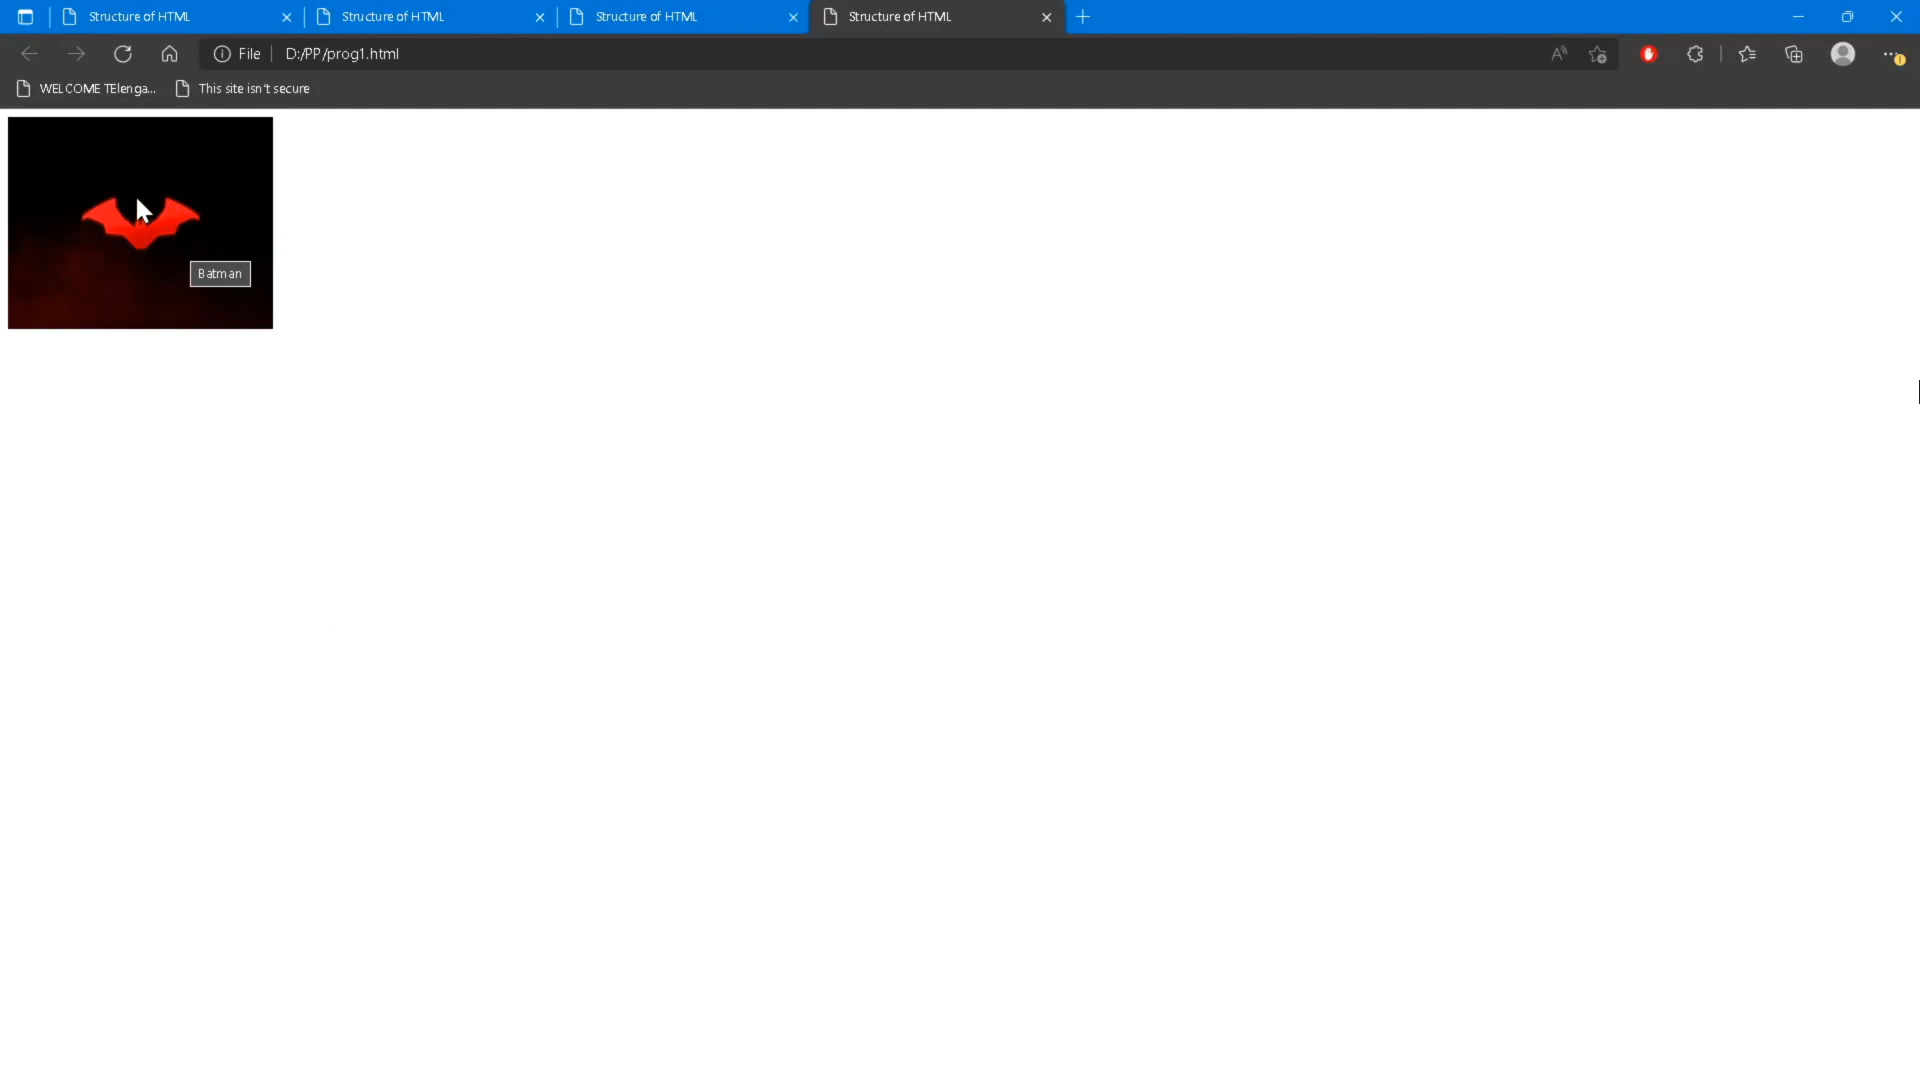 Structure of HTML
Structure of HTML
Structure of HTML
Structure of HTML
File
D:/PP/prog1.html
WELCOME TElenga...
This site isn't secure
Batman